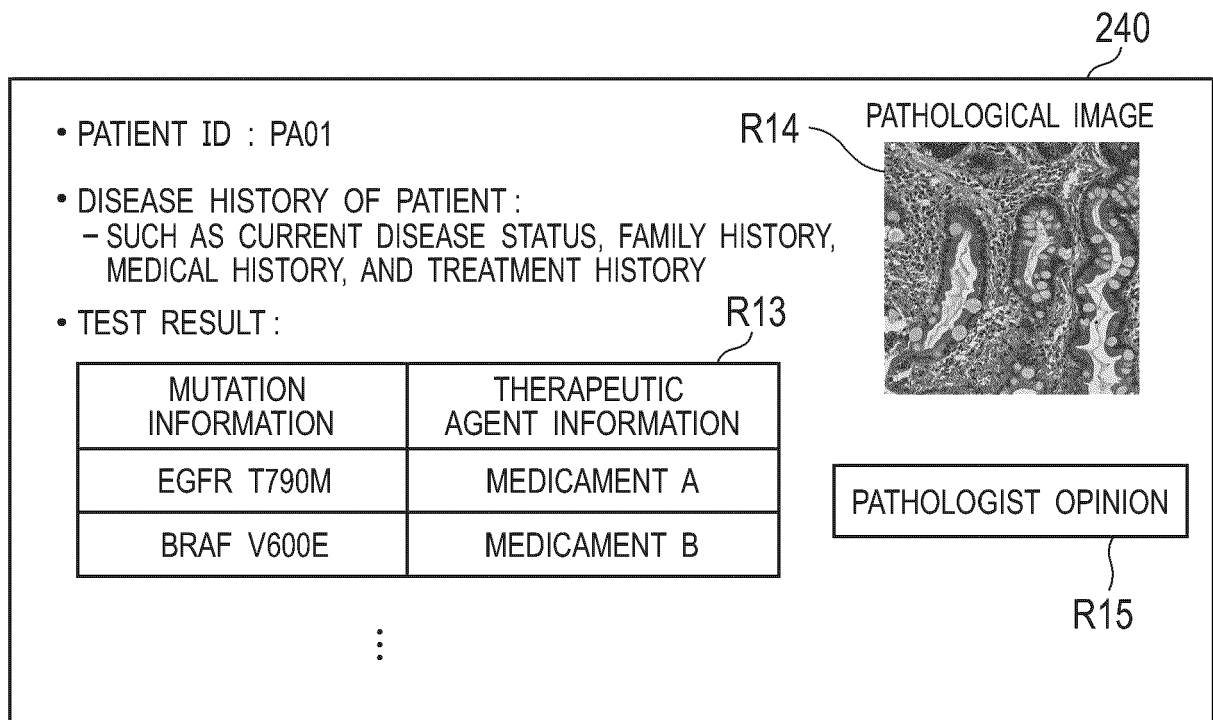 240
• PATIENT ID : PA01
R14
PATHOLOGICAL IMAGE
• DISEASE HISTORY OF PATIENT :
– SUCH AS CURRENT DISEASE STATUS, FAMILY HISTORY,
MEDICAL HISTORY, AND TREATMENT HISTORY
• TEST RESULT :
R13
MUTATION
INFORMATION
THERAPEUTIC
AGENT INFORMATION
EGFR T790M
MEDICAMENT A
BRAF V600E
MEDICAMENT B
PATHOLOGIST OPINION
R15
⋮